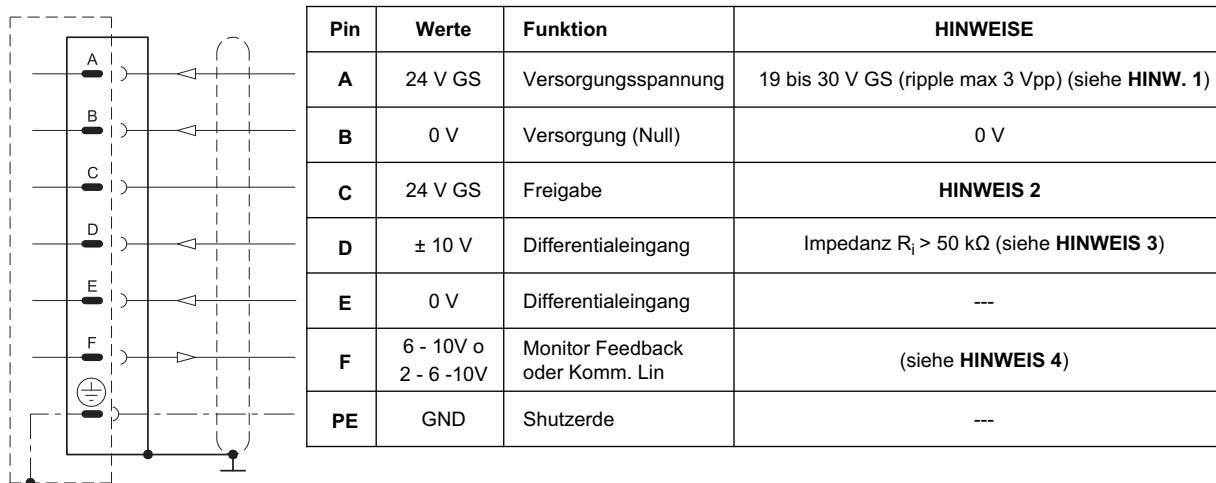 A
B
C
D
E
F
Pin Werte Funktion HINWEISE
A 24 V GS Versorgungsspannung 19 bis 30 V GS (ripple max 3 Vpp) (siehe HINW. 1)
B 0 V Versorgung (Null) 0 V
C 24 V GS Freigabe HINWEIS 2
D ± 10 V Differentialeingang Impedanz Ri > 50 kΩ (siehe HINWEIS 3)
E 0 V Differentialeingang ---
F 6 - 10V o
2 - 6 -10V Monitor Feedback
oder Komm. Lin (siehe HINWEIS 4)
PE GND Shutzerde ---